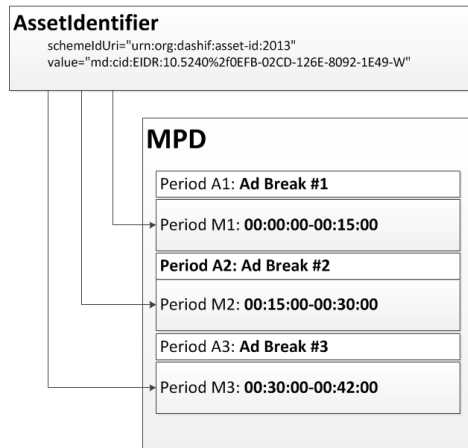 AssetIdentifier
schemeIdUri="urn:org:dashif:asset-id:2013"
value="md:cid:EIDR:10.5240%2f0EFB-02CD-126E-8092-1E49-W"
MPD
Period A1: Ad Break #1
Period M1: 00:00:00-00:15:00
Period A2: Ad Break #2
Period M2: 00:15:00-00:30:00
Period A3: Ad Break #3
Period M3: 00:30:00-00:42:00